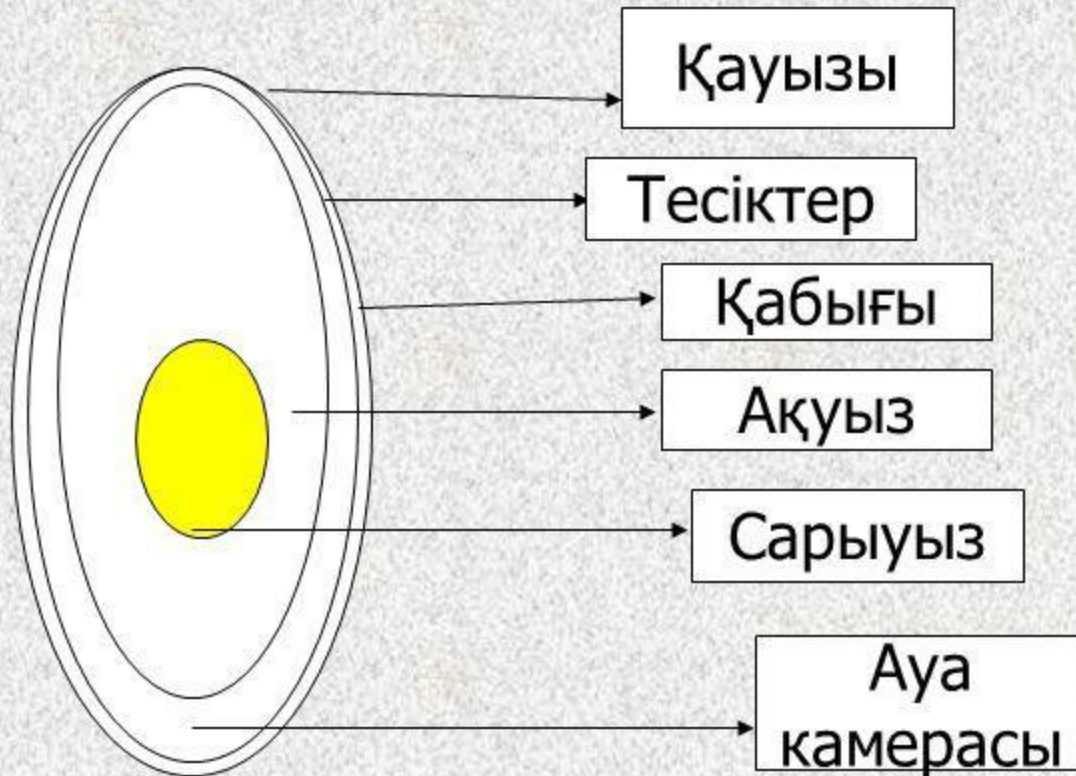 Қауызы
Тесіктер
Қабығы
Ақуыз
Сарыуыз
Ауа
камерасы